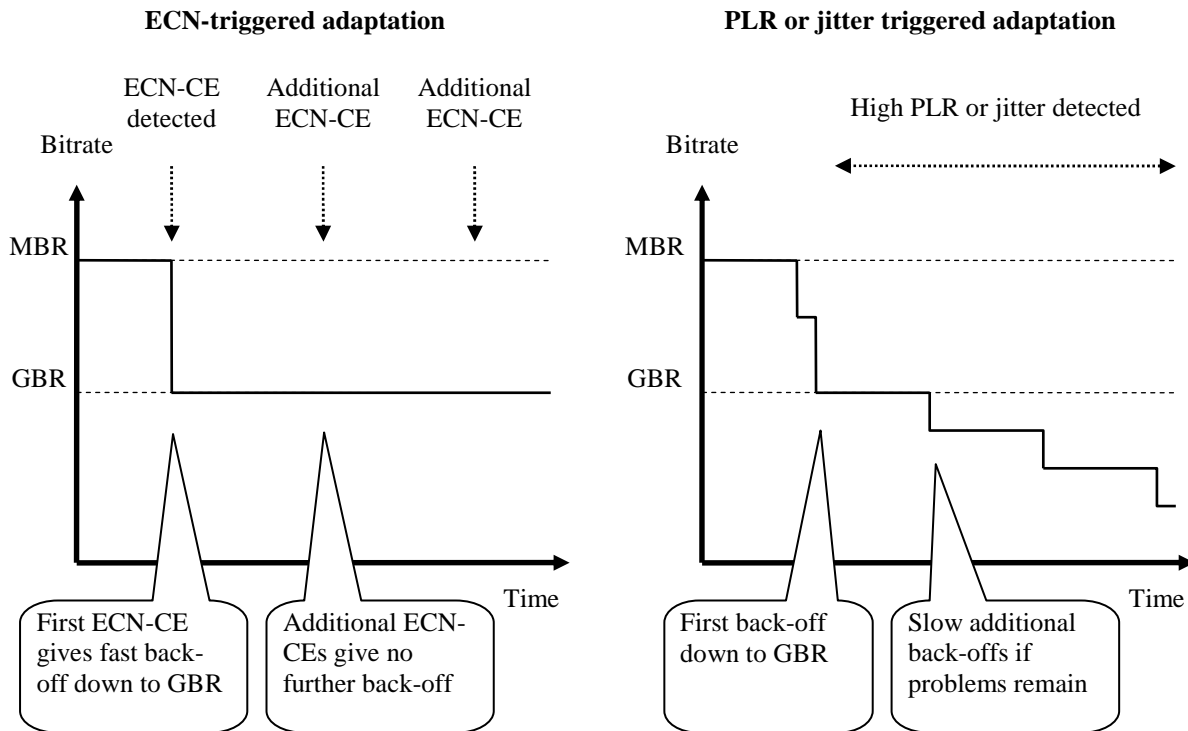 ECN-triggered adaptation
ECN-CE
detected
Additional
ECN-CE
Additional
ECN-CE
Bitrate
MBR
GBR
Time
First ECN-CE
gives fast back-
off down to GBR
Additional ECN-
CEs give no
further back-off
PLR or jitter triggered adaptation
High PLR or jitter detected
Bitrate
MBR
GBR
Time
First back-off
down to GBR
Slow additional
back-offs if
problems remain